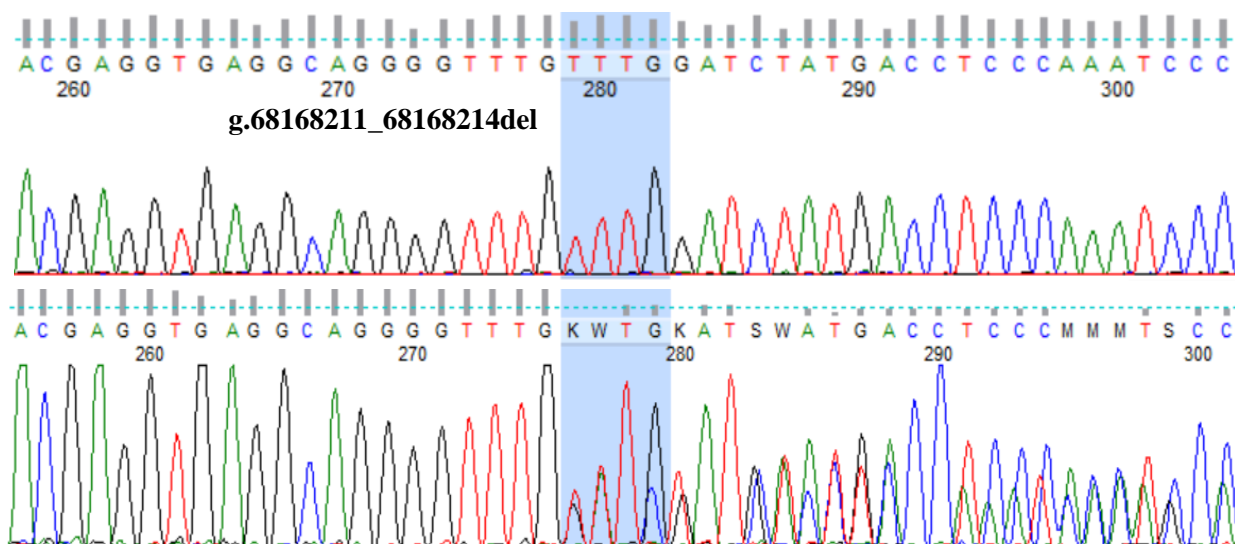 A C G A G G T G A G G C A G G G G T T T G T T T G G A T C T A T G A C C T C C C A A A T C C C
260 270 280 290 300
g.68168211_68168214del
A C G A G G T G A G G C A G G G G T T T G K W T G K A T S W A T G A C C T C C C M M M T S C C
260 270 280 290 300